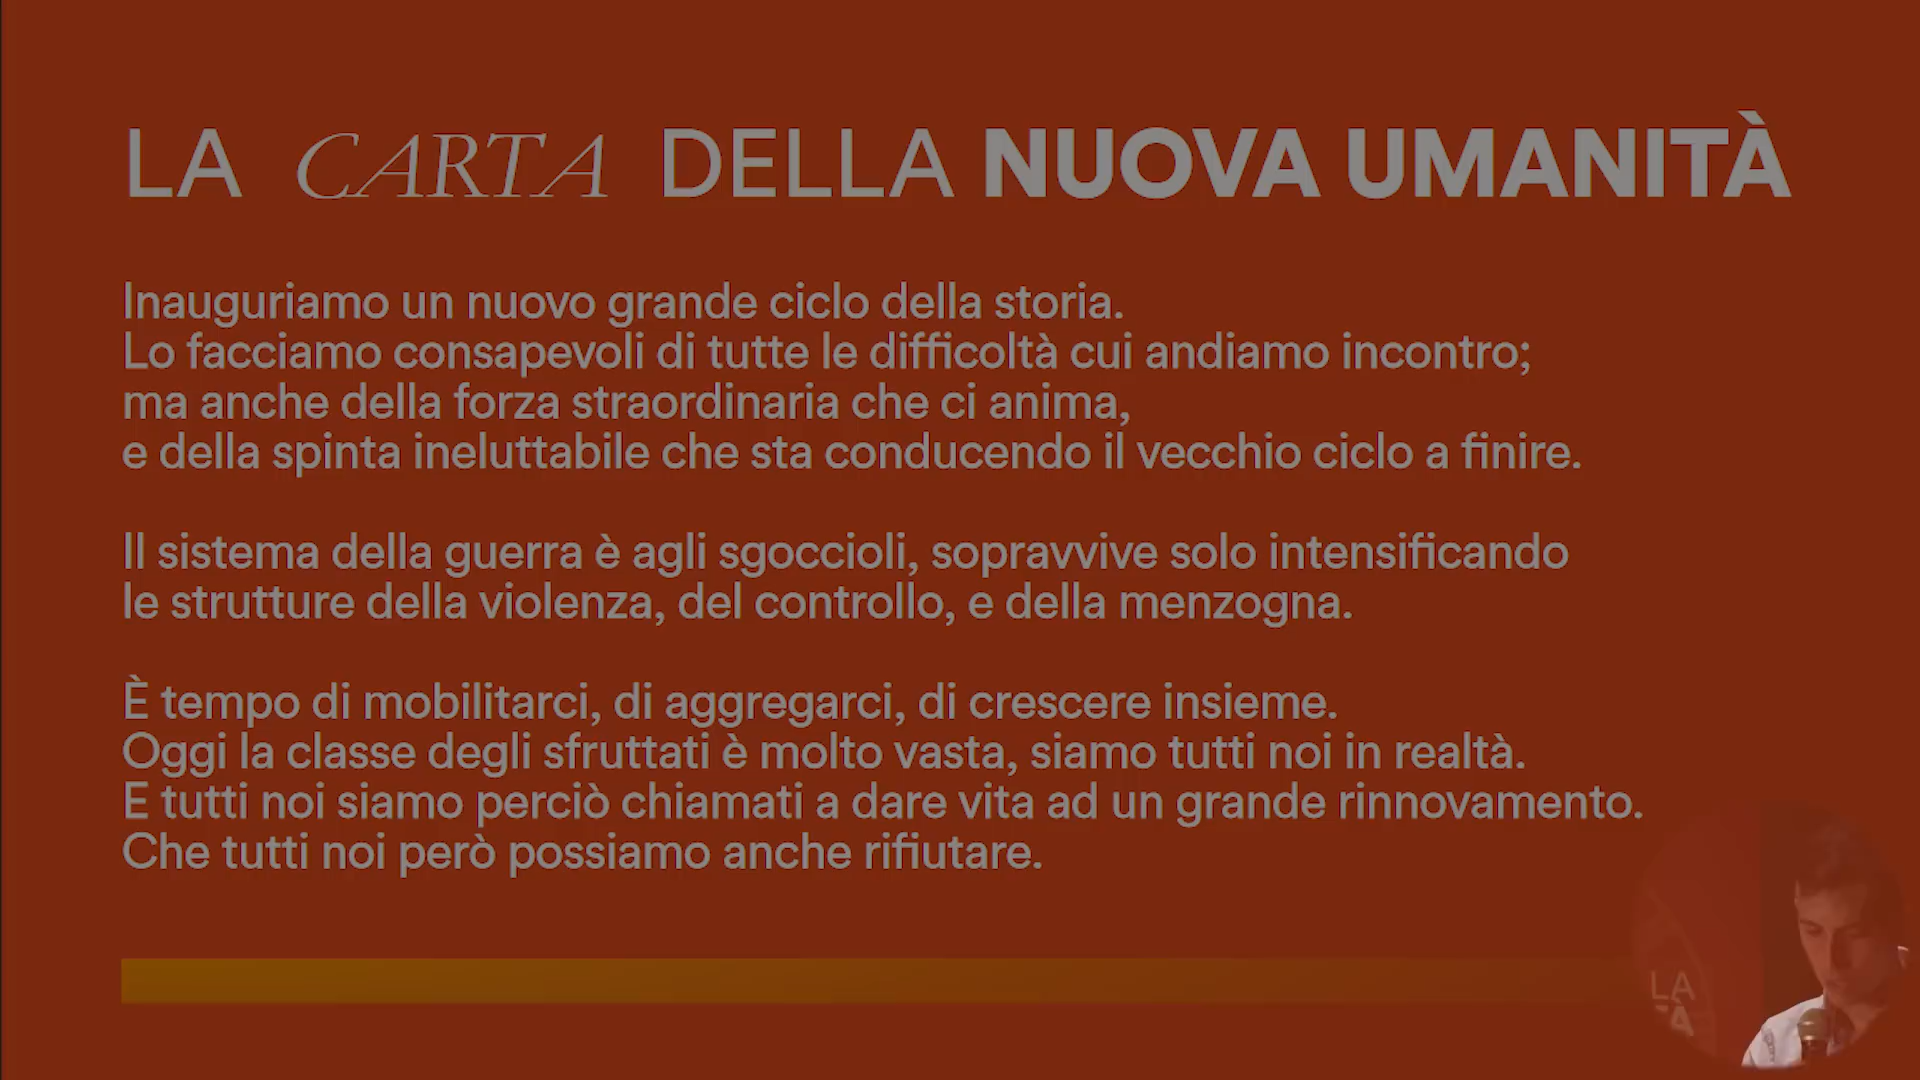 LA CARTA DELLA NUOVA UMANITÀ
Inauguriamo un nuovo grande ciclo della storia.
Lo facciamo consapevoli di tutte le difficoltà cui andiamo incontro;
ma anche della forza straordinaria che ci anima,
e della spinta ineluttabile che sta conducendo il vecchio ciclo a finire.
Il sistema della guerra è agli sgoccioli, sopravvive solo intensificando
le strutture della violenza, del controllo, e della menzogna.
È tempo di mobilitarci, di aggregarci, di crescere insieme.
Oggi la classe degli sfruttati è molto vasta, siamo tutti noi in realtà.
E tutti noi siamo perciò chiamati a dare vita ad un grande rinnovamento.
Che tutti noi però possiamo anche rifiutare.
LA